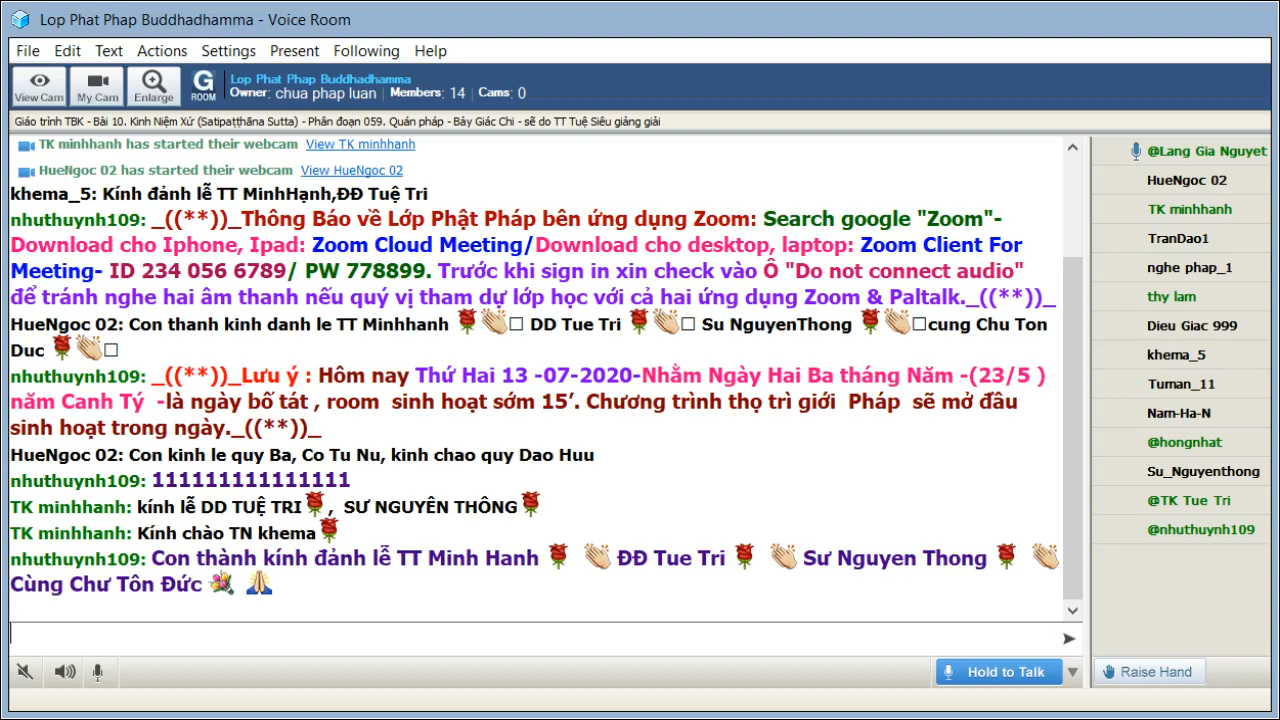 Lop Phat Phap Buddhadhamma - Voice Room
File Edit Text Actions Settings Present Following Help
View Cam My Cam Enlarge G ROOM
Lop Phat Phap Buddhadhamma
Owner: chua phap luan Members: 14 Cams: 0
Giáo trình TBK - Bài 10. Kinh Niệm Xứ (Satipaṭṭhāna Sutta) - Phân đoạn 059. Quán pháp - Bảy Giác Chi - sẽ do TT Tuệ Siêu giảng giải
TK minhhanh has started their webcam View TK minhhanh
HueNgoc 02 has started their webcam View HueNgoc 02
khema_5: Kính đảnh lễ TT MinhHạnh,ĐĐ Tuệ Tri
nhuthuynh109: _((**))_Thông Báo về Lớp Phật Pháp bên ứng dụng Zoom: Search google "Zoom"-
Download cho Iphone, Ipad: Zoom Cloud Meeting/Download cho desktop, laptop: Zoom Client For
Meeting- ID 234 056 6789/ PW 778899. Trước khi sign in xin check vào Ô "Do not connect audio"
để tránh nghe hai âm thanh nếu quý vị tham dự lớp học với cả hai ứng dụng Zoom & Paltalk._((**))_
HueNgoc 02: Con thanh kinh danh le TT Minhhanh 🌹👏□ DD Tue Tri 🌹👏□ Su NguyenThong 🌹👏□cung Chu Ton
Duc 🌹👏□
nhuthuynh109: _((**))_Lưu ý : Hôm nay Thứ Hai 13 -07-2020-Nhằm Ngày Hai Ba tháng Năm -(23/5 )
năm Canh Tý -là ngày bố tát , room sinh hoạt sớm 15’. Chương trình thọ trì giới Pháp sẽ mở đầu
sinh hoạt trong ngày._((**))_
HueNgoc 02: Con kinh le quy Ba, Co Tu Nu, kinh chao quy Dao Huu
nhuthuynh109: 111111111111111
TK minhhanh: kính lễ DD TUỆ TRI🌹, SƯ NGUYÊN THÔNG🌹
TK minhhanh: Kính chào TN khema🌹
nhuthuynh109: Con thành kính đảnh lễ TT Minh Hanh 🌹 👏 ĐĐ Tue Tri 🌹 👏 Sư Nguyen Thong 🌹 👏
Cùng Chư Tôn Đức 💐 🙏
Hold to Talk
@Lang Gia Nguyet
HueNgoc 02
TK minhhanh
TranDao1
nghe phap_1
thy lam
Dieu Giac 999
khema_5
Tuman_11
Nam-Ha-N
@hongnhat
Su_Nguyenthong
@TK Tue Tri
@nhuthuynh109
Raise Hand